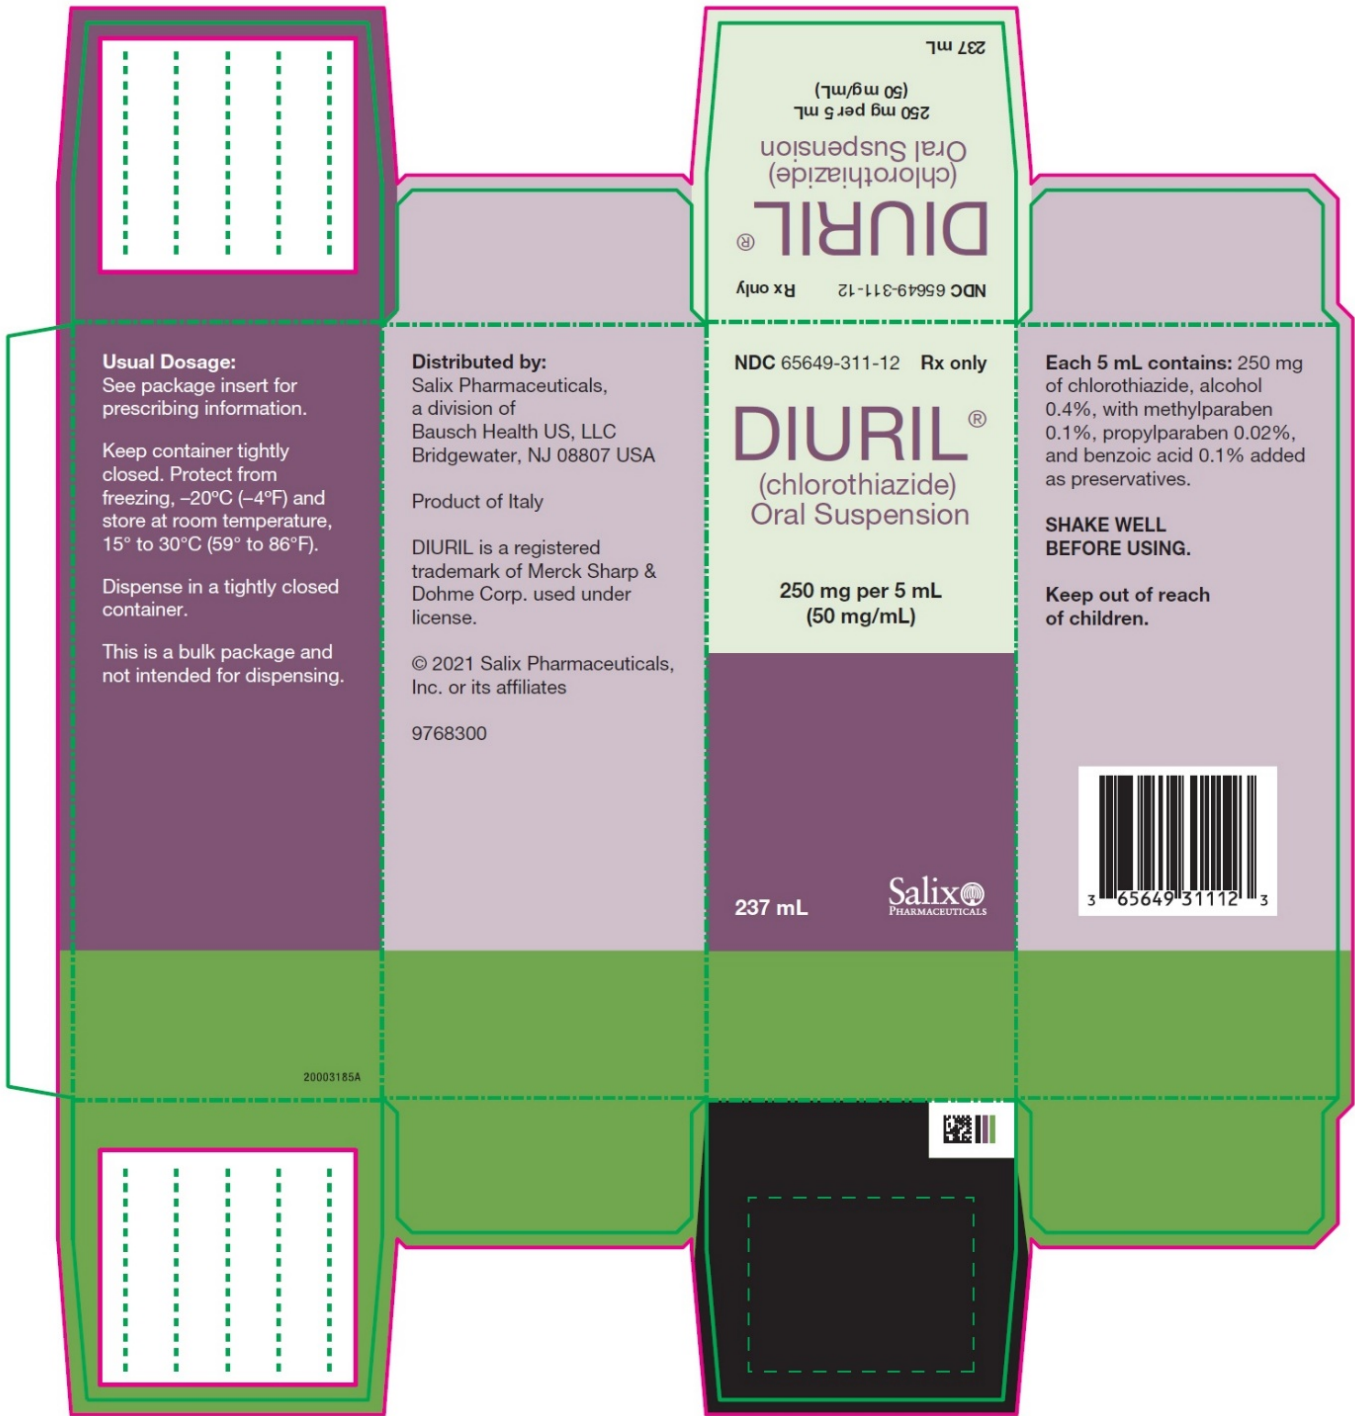 237 mL
250 mg per 5 mL
(50 mg/mL)
Oral Suspension
(chlorothiazide)
DIURIL®
NDC 65649-311-12 Rx only
Usual Dosage:
See package insert for
prescribing information.
Keep container tightly
closed. Protect from
freezing, –20ºC (–4ºF) and
store at room temperature,
15° to 30°C (59° to 86°F).
Dispense in a tightly closed
container.
This is a bulk package and
not intended for dispensing.
20003185A
Distributed by:
Salix Pharmaceuticals,
a division of
Bausch Health US, LLC
Bridgewater, NJ 08807 USA
Product of Italy
DIURIL is a registered
trademark of Merck Sharp &
Dohme Corp. used under
license.
© 2021 Salix Pharmaceuticals,
Inc. or its affiliates
9768300
NDC 65649-311-12 Rx only
DIURIL®
(chlorothiazide)
Oral Suspension
250 mg per 5 mL
(50 mg/mL)
237 mL
Salix
PHARMACEUTICALS
Each 5 mL contains: 250 mg
of chlorothiazide, alcohol
0.4%, with methylparaben
0.1%, propylparaben 0.02%,
and benzoic acid 0.1% added
as preservatives.
SHAKE WELL
BEFORE USING.
Keep out of reach
of children.
3 65649 31112 3